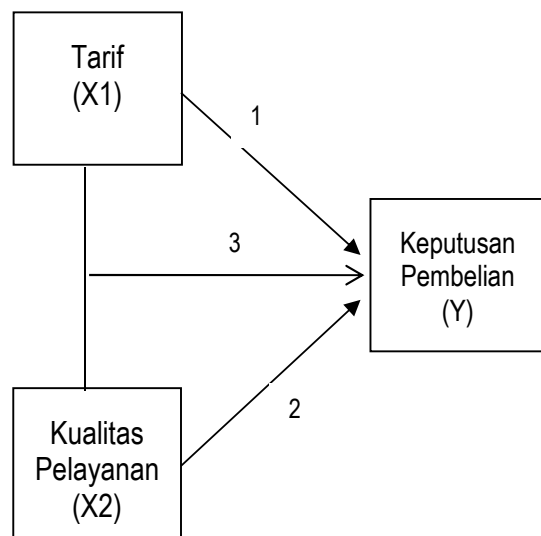 Tarif
(X1)
1
3
Keputusan
Pembelian
(Y)
2
Kualitas
Pelayanan
(X2)